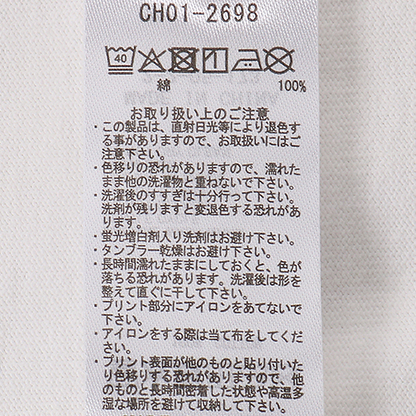 CH01-2698
40
綿 100%
お取り扱い上のご注意
・この製品は、直射日光等により退色す
る事がありますので、お取扱いにはご
注意下さい。
・色移りの恐れがありますので、濡れた
まま他の洗濯物と重ねないで下さい。
・洗濯後のすすぎは十分行って下さい。
洗剤が残りますと変退色する恐れがあ
ります。
・蛍光増白剤入り洗剤はお避け下さい。
・タンブラー乾燥はお避け下さい。
・長時間濡れたままにしておくと、色が
落ちる恐れがあります。洗濯後は形を
整えて直ぐに干して下さい。
・プリント部分にアイロンをあてないで
下さい。
・アイロンをする際は当て布をしてくだ
さい。
・プリント表面が他のものと貼り付いた
り色移りする恐れがありますので、他
のものと長時間密着した状態や高温多
湿な場所を避けて収納して下さい。